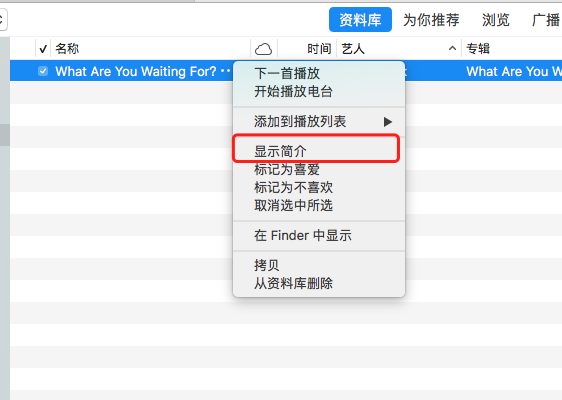 资料库 为你推荐 浏览 广播
名称 时间 艺人 专辑
What Are You Waiting For? What Are You W
下一首播放
开始播放电台
添加到播放列表
显示简介
标记为喜爱
标记为不喜欢
取消选中所选
在 Finder 中显示
拷贝
从资料库删除